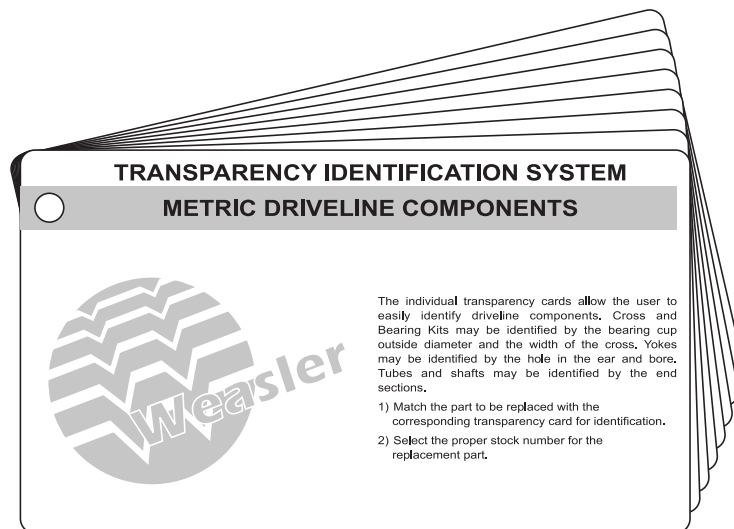 TRANSPARENCY IDENTIFICATION SYSTEM
METRIC DRIVELINE COMPONENTS
Weasler
The individual transparency cards allow the user to
easily identify driveline components. Cross and
Bearing Kits may be identified by the bearing cup
outside diameter and the width of the cross. Yokes
may be identified by the hole in the ear and bore.
Tubes and shafts may be identified by the end
sections.
1) Match the part to be replaced with the
corresponding transparency card for identification.
2) Select the proper stock number for the
replacement part.